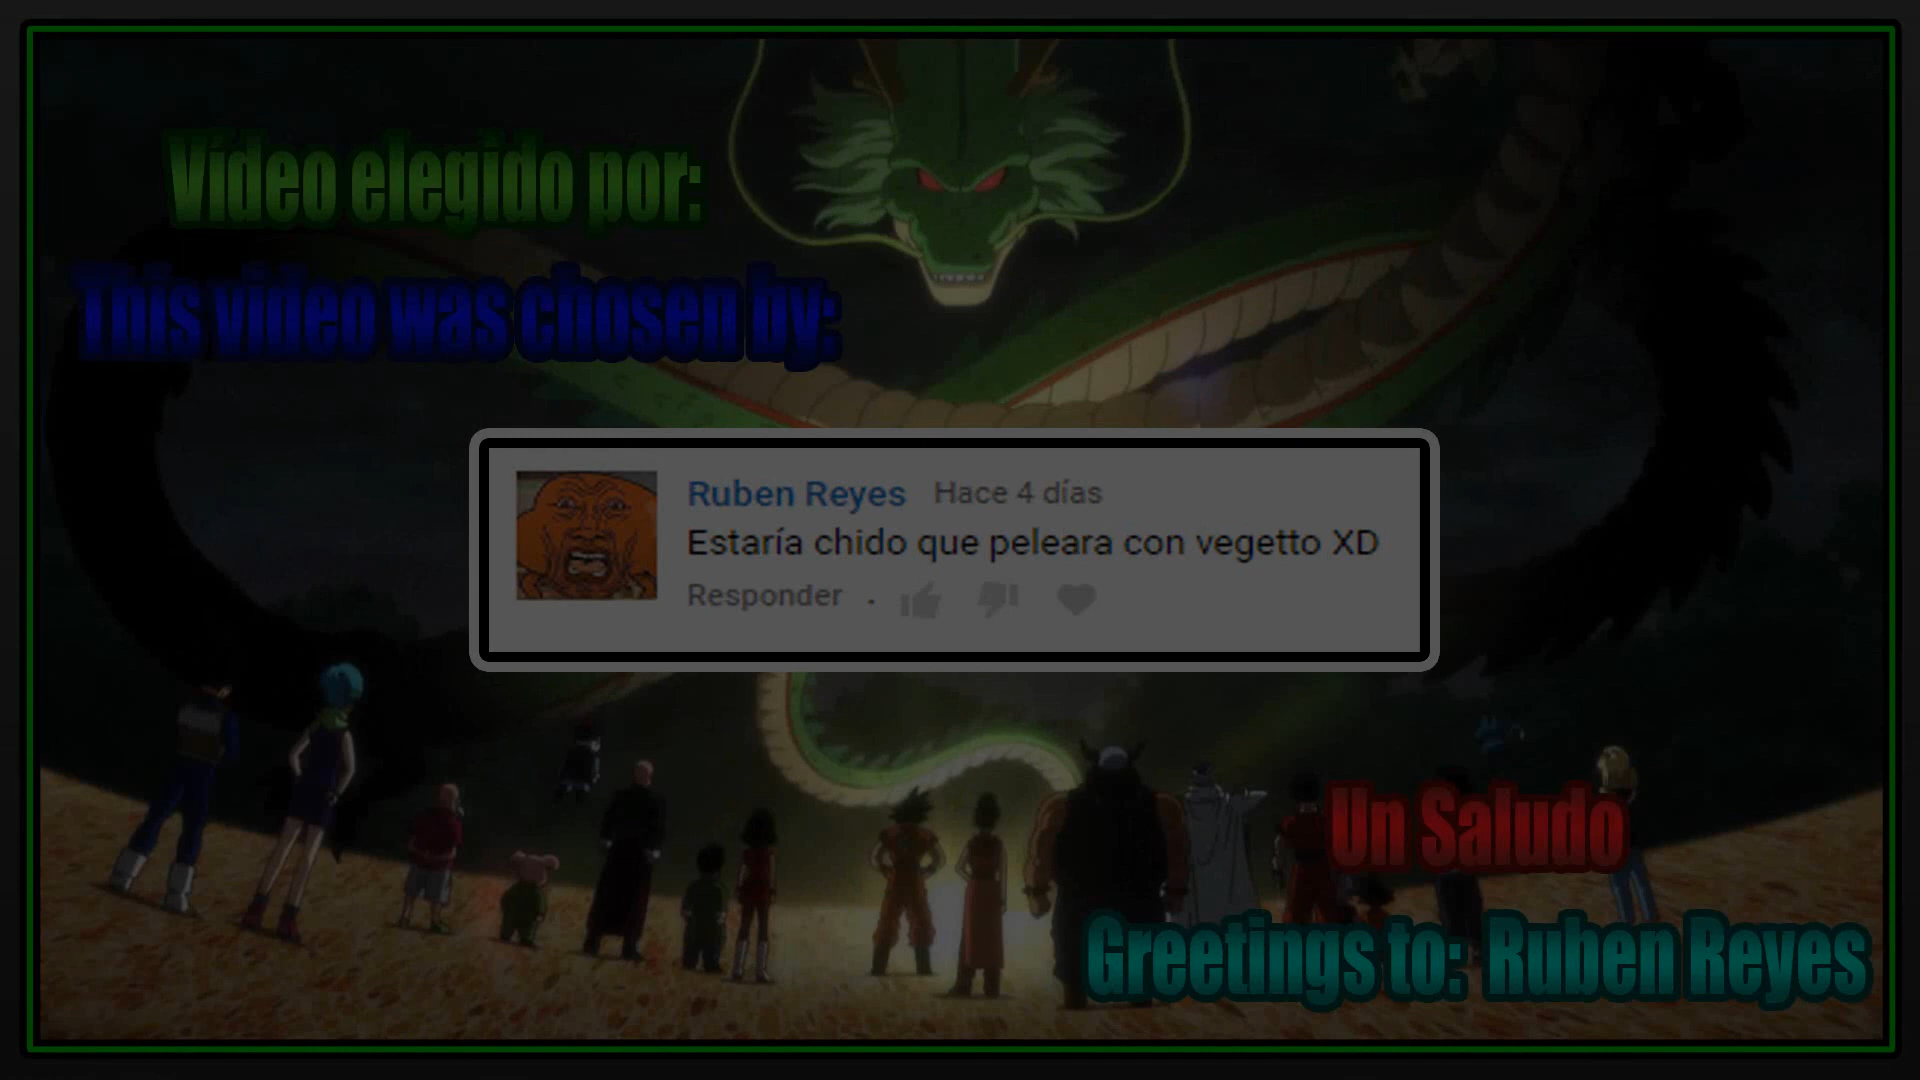 Vídeo elegido por:
This video was chosen by:
Ruben Reyes Hace 4 días
Estaría chido que peleara con vegetto XD
Responder .
Un Saludo
Greetings to: Ruben Reyes